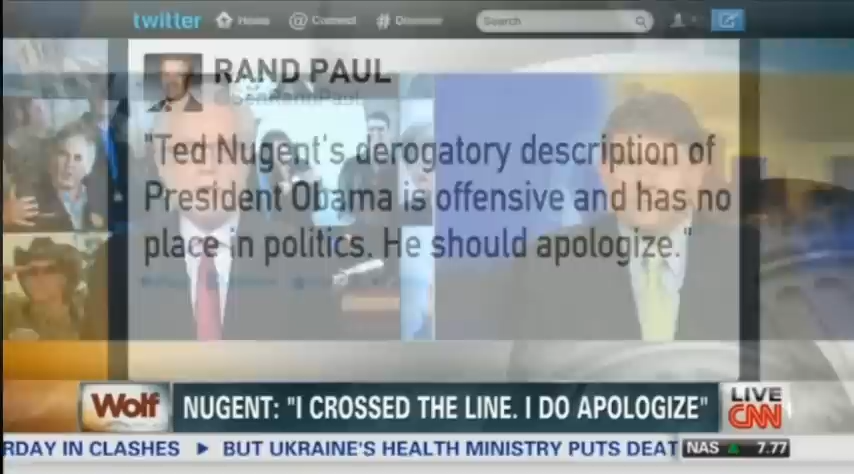 twitter Home @ Connect # Discover Search
RAND PAUL
@SenRandPaul
"Ted Nugent's derogatory description of
President Obama is offensive and has no
place in politics. He should apologize."
Wolf
NUGENT: "I CROSSED THE LINE. I DO APOLOGIZE"
LIVE
CNN
RDAY IN CLASHES ▶ BUT UKRAINE'S HEALTH MINISTRY PUTS DEAT
NAS ▲ 7.77